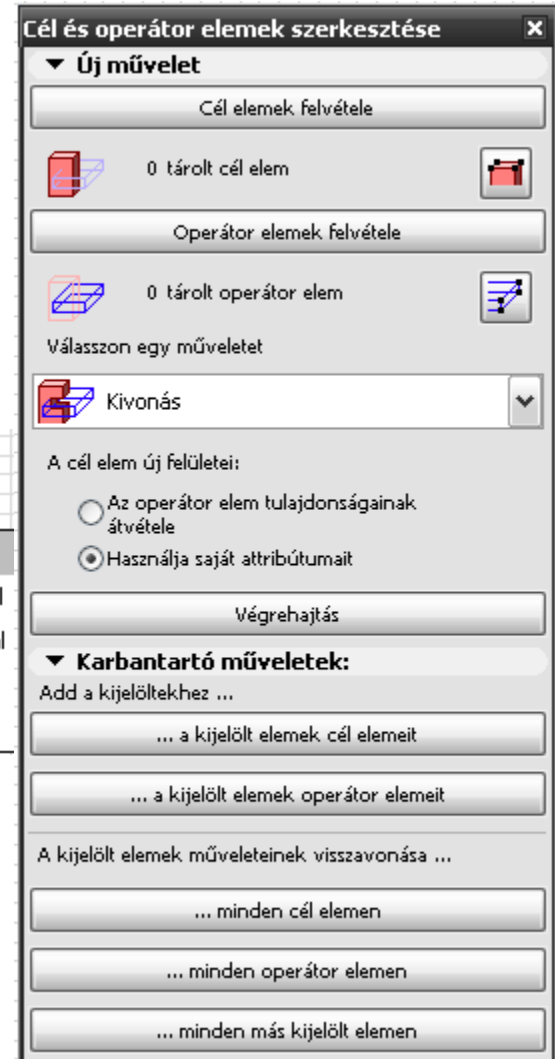 Cél és operátor elemek szerkesztése
Új művelet
Cél elemek felvétele
0 tárolt cél elem
Operátor elemek felvétele
0 tárolt operátor elem
Válasszon egy műveletet
Kivonás
A cél elem új felületei:
Az operátor elem tulajdonságainak
átvétele
Használja saját attribútumait
Végrehajtás
Karbantartó műveletek:
Add a kijelöltekhez ...
... a kijelölt elemek cél elemeit
... a kijelölt elemek operátor elemeit
A kijelölt elemek műveleteinek visszavonása ...
... minden cél elemen
... minden operátor elemen
... minden más kijelölt elemen